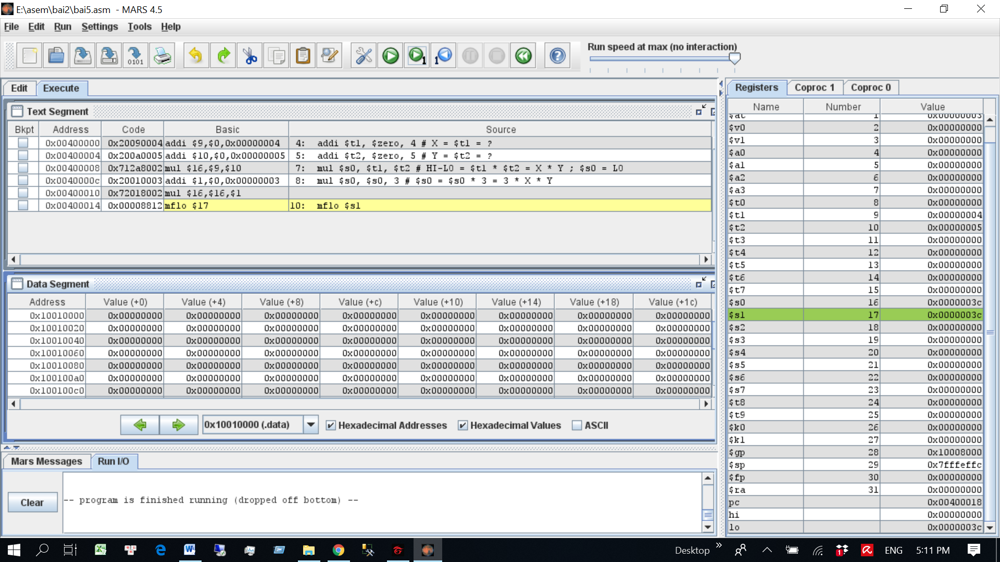 E:\asem\bai2\bai5.asm - MARS 4.5
File Edit Run Settings Tools Help
Run speed at max (no interaction)
0101
1 1
Edit Execute
Text Segment
Bkpt Address Code Basic Source
0x00400000 0x20090004 addi $9,$0,0x00000004 4: addi $t1, $zero, 4 # X = $t1 = ?
0x00400004 0x200a0005 addi $10,$0,0x00000005 5: addi $t2, $zero, 5 # Y = $t2 = ?
0x00400008 0x712a8002 mul $16,$9,$10 7: mul $s0, $t1, $t2 # HI-LO = $t1 * $t2 = X * Y ; $s0 = LO
0x0040000c 0x20010003 addi $1,$0,0x00000003 8: mul $s0, $s0, 3 # $s0 = $s0 * 3 = 3 * X * Y
0x00400010 0x72018002 mul $16,$16,$1
0x00400014 0x00008812 mflo $17 10: mflo $s1
Data Segment
Address Value (+0) Value (+4) Value (+8) Value (+c) Value (+10) Value (+14) Value (+18) Value (+1c)
0x10010000 0x00000000 0x00000000 0x00000000 0x00000000 0x00000000 0x00000000 0x00000000 0x00000000
0x10010020 0x00000000 0x00000000 0x00000000 0x00000000 0x00000000 0x00000000 0x00000000 0x00000000
0x10010040 0x00000000 0x00000000 0x00000000 0x00000000 0x00000000 0x00000000 0x00000000 0x00000000
0x10010060 0x00000000 0x00000000 0x00000000 0x00000000 0x00000000 0x00000000 0x00000000 0x00000000
0x10010080 0x00000000 0x00000000 0x00000000 0x00000000 0x00000000 0x00000000 0x00000000 0x00000000
0x100100a0 0x00000000 0x00000000 0x00000000 0x00000000 0x00000000 0x00000000 0x00000000 0x00000000
0x100100c0 0x00000000 0x00000000 0x00000000 0x00000000 0x00000000 0x00000000 0x00000000 0x00000000
0x10010000 (.data) Hexadecimal Addresses Hexadecimal Values ASCII
Mars Messages Run I/O
Clear
-- program is finished running (dropped off bottom) --
Registers Coproc 1 Coproc 0
Name Number Value
$at 1 0x00000003
$v0 2 0x00000000
$v1 3 0x00000000
$a0 4 0x00000000
$a1 5 0x00000000
$a2 6 0x00000000
$a3 7 0x00000000
$t0 8 0x00000000
$t1 9 0x00000004
$t2 10 0x00000005
$t3 11 0x00000000
$t4 12 0x00000000
$t5 13 0x00000000
$t6 14 0x00000000
$t7 15 0x00000000
$s0 16 0x0000003c
$s1 17 0x0000003c
$s2 18 0x00000000
$s3 19 0x00000000
$s4 20 0x00000000
$s5 21 0x00000000
$s6 22 0x00000000
$s7 23 0x00000000
$t8 24 0x00000000
$t9 25 0x00000000
$k0 26 0x00000000
$k1 27 0x00000000
$gp 28 0x10008000
$sp 29 0x7fffeffc
$fp 30 0x00000000
$ra 31 0x00000000
pc 0x00400018
hi 0x00000000
lo 0x0000003c
Desktop ENG 5:11 PM